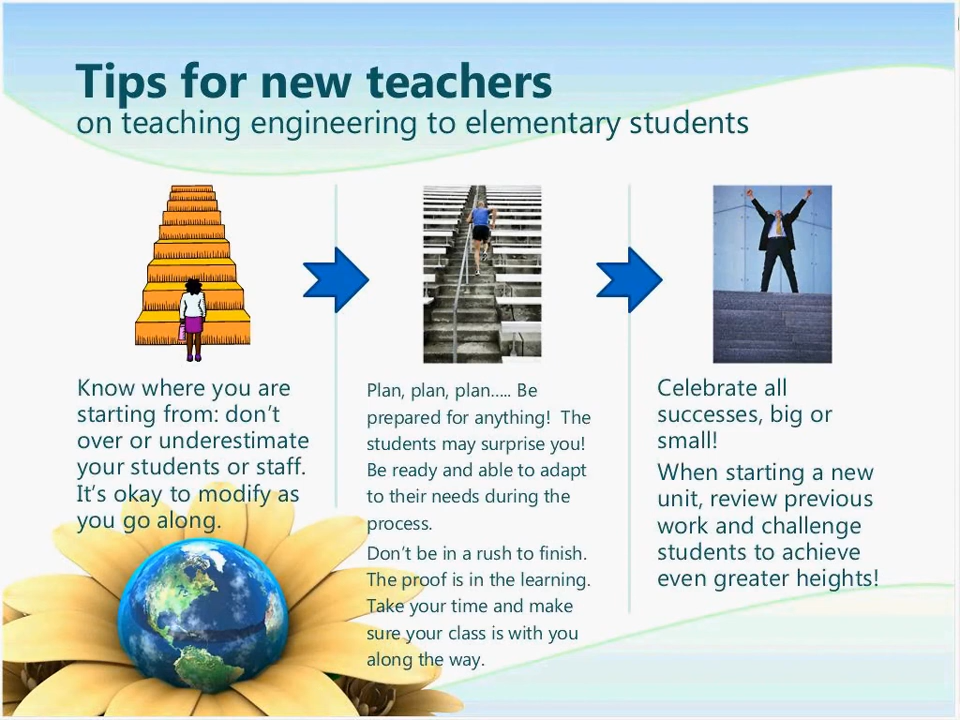 Tips for new teachers
on teaching engineering to elementary students
Know where you are
starting from: don’t
over or underestimate
your students or staff.
It’s okay to modify as
you go along.
Plan, plan, plan..... Be
prepared for anything!  The
students may surprise you!
Be ready and able to adapt
to their needs during the
process.
Don’t be in a rush to finish.
The proof is in the learning.
Take your time and make
sure your class is with you
along the way.
Celebrate all
successes, big or
small!
When starting a new
unit, review previous
work and challenge
students to achieve
even greater heights!